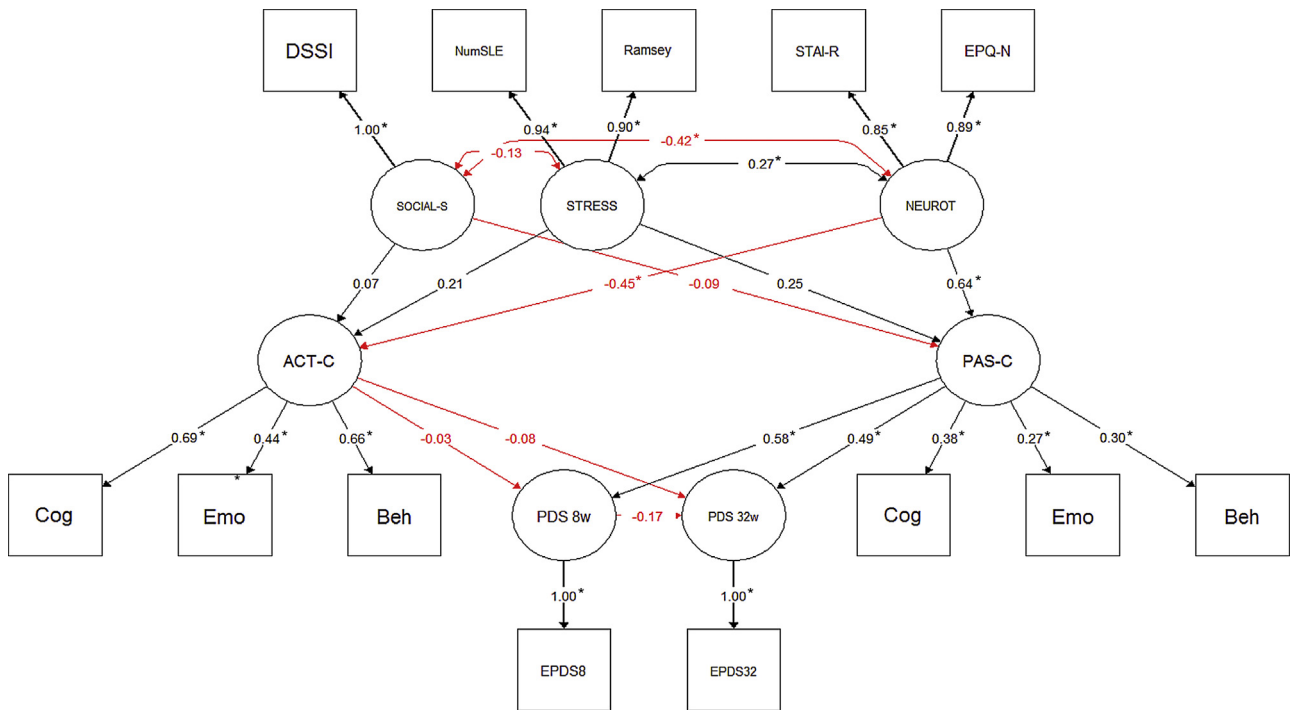 DSSI
NumSLE
Ramsey
STAI-R
EPQ-N
1.00*
0.94*
0.90*
0.85*
0.89*
-0.42*
-0.13
0.27*
SOCIAL-S
STRESS
NEUROT
0.07
0.21
-0.45*
-0.09
0.25
0.64*
ACT-C
PAS-C
0.69*
0.44*
0.66*
-0.03
-0.08
0.58*
0.49*
0.38*
0.27*
0.30*
*
Cog
Emo
Beh
PDS 8w
-0.17
PDS 32w
Cog
Emo
Beh
1.00*
1.00*
EPDS8
EPDS32